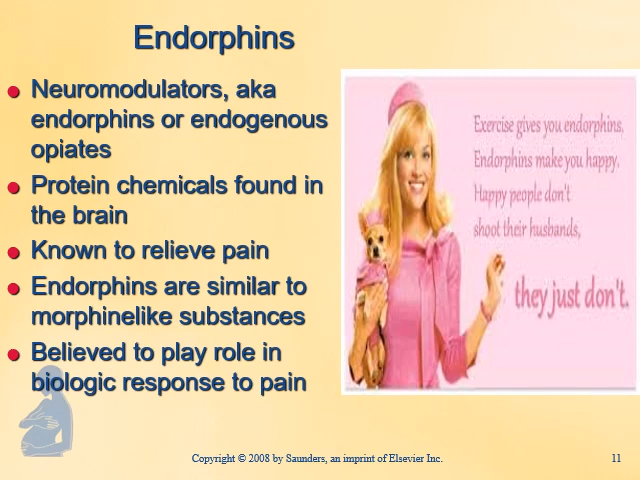 Endorphins
Neuromodulators, aka
endorphins or endogenous
opiates
Protein chemicals found in
the brain
Known to relieve pain
Endorphins are similar to
morphinelike substances
Believed to play role in
biologic response to pain
Exercise gives you endorphins.
Endorphins make you happy.
Happy people don't
shoot their husbands,
they just don't.
Copyright © 2008 by Saunders, an imprint of Elsevier Inc.
11